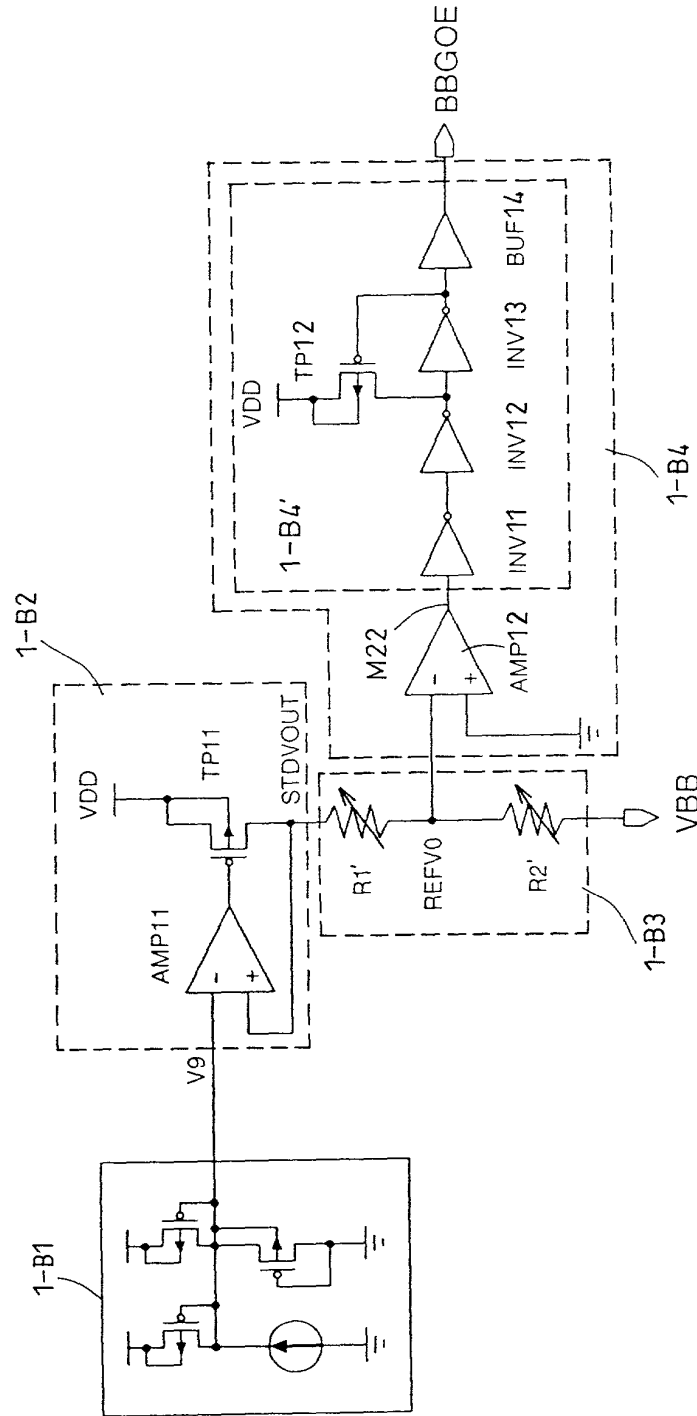 1-B1
V9
1-B2
AMP11
-
+
VDD
TP11
STDVOUT
R1'
REFV0
R2'
1-B3
VBB
M22
-
+
AMP12
1-B4'
VDD
TP12
INV11
INV12
INV13
BUF14
1-B4
BBGOE